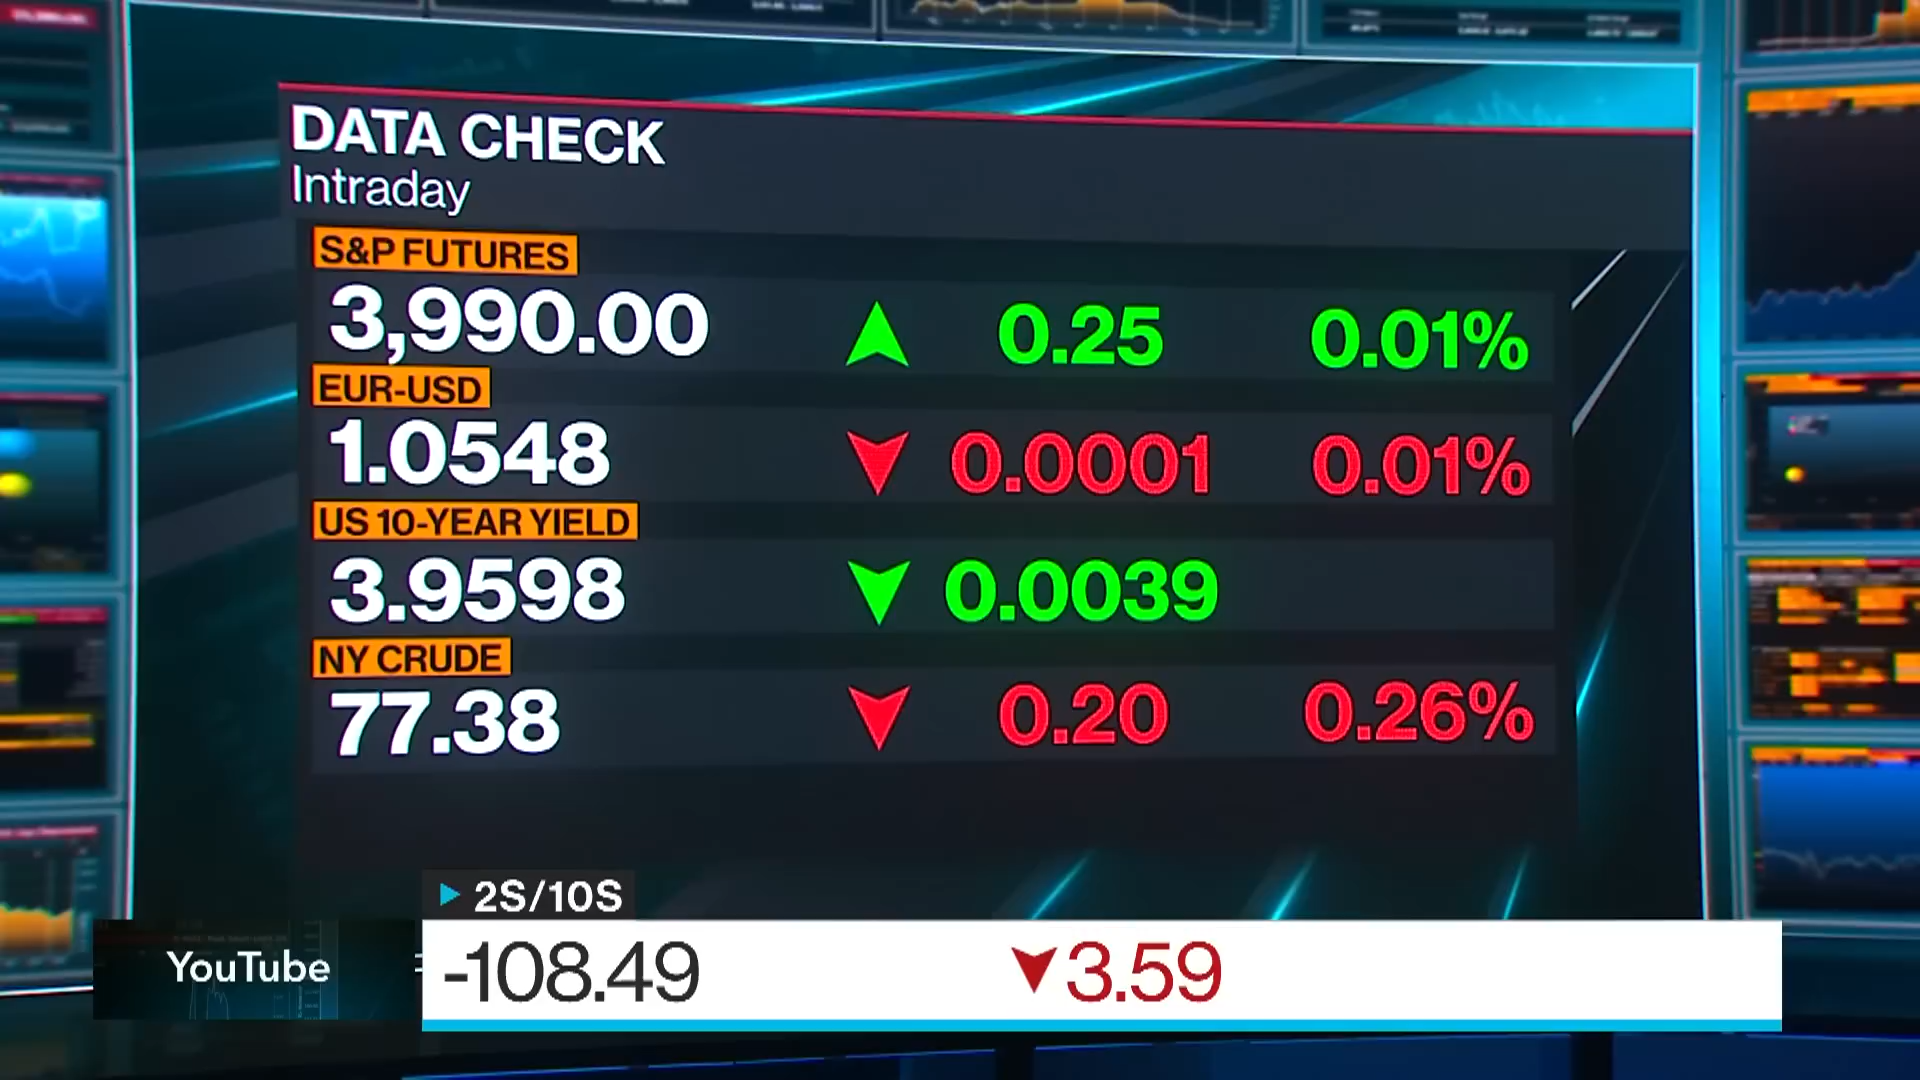 DATA CHECK
Intraday
S&P FUTURES
3,990.00 0.25 0.01%
EUR-USD
1.0548 0.0001 0.01%
US 10-YEAR YIELD
3.9598 0.0039
NY CRUDE
77.38 0.20 0.26%
2S/10S
YouTube
-108.49 3.59